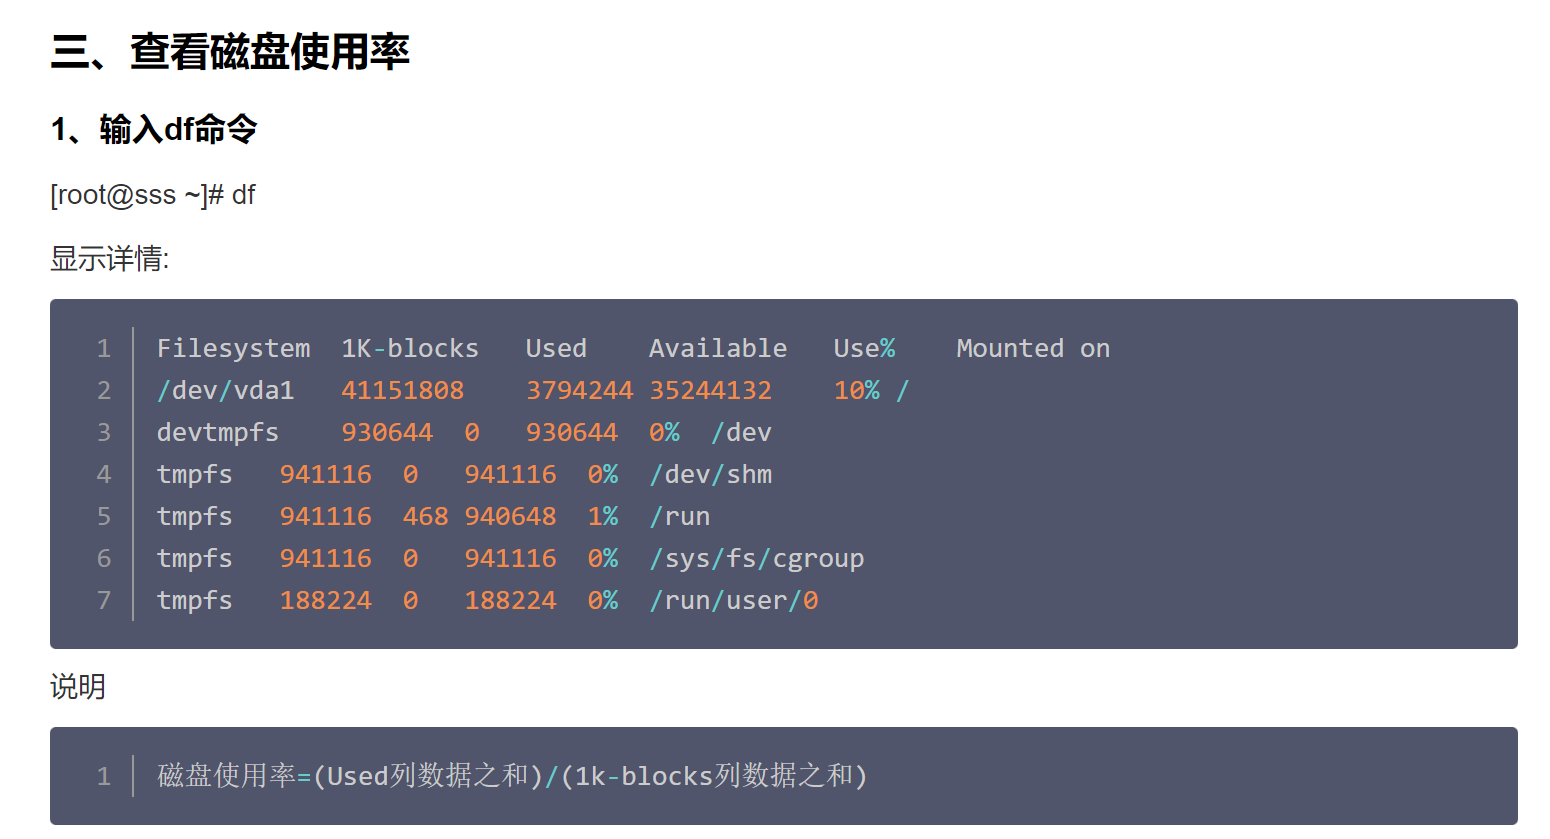 三、查看磁盘使用率
1、输入df命令
[root@sss ~]# df
显示详情:
1 Filesystem 1K-blocks Used Available Use% Mounted on
2 /dev/vda1 41151808 3794244 35244132 10% /
3 devtmpfs 930644 0 930644 0% /dev
4 tmpfs 941116 0 941116 0% /dev/shm
5 tmpfs 941116 468 940648 1% /run
6 tmpfs 941116 0 941116 0% /sys/fs/cgroup
7 tmpfs 188224 0 188224 0% /run/user/0
说明
1 磁盘使用率=(Used列数据之和)/(1k-blocks列数据之和)